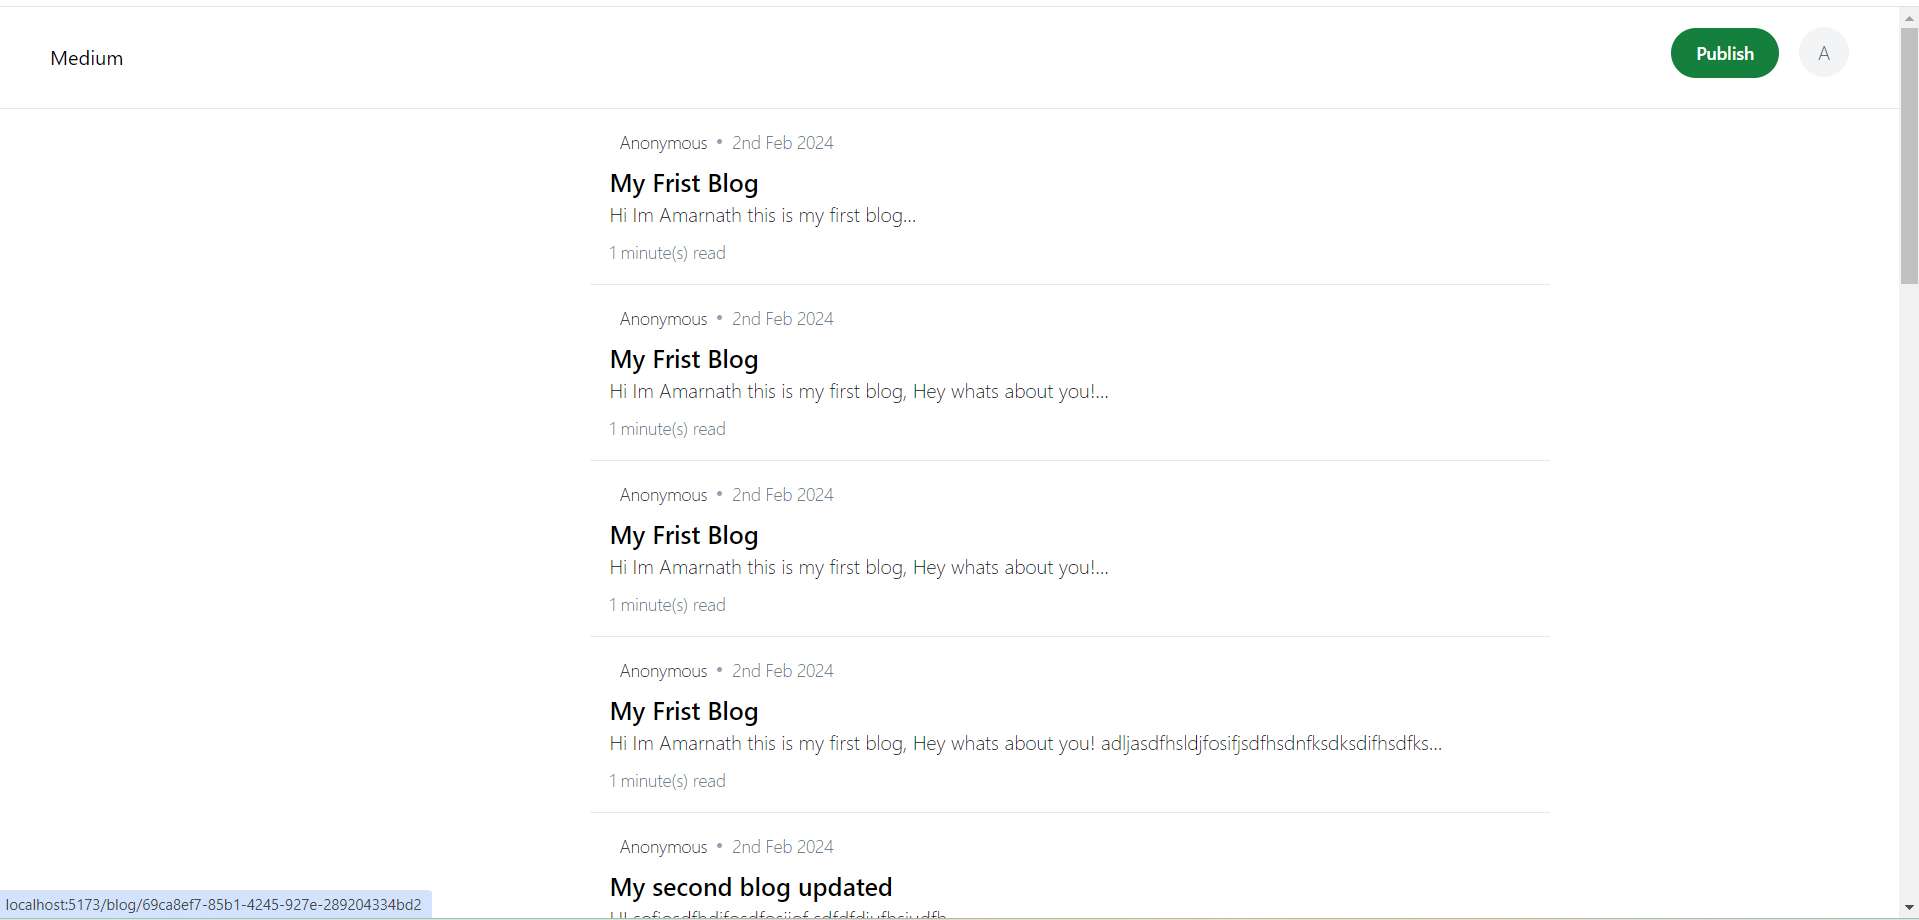 Medium
Publish
A
Anonymous • 2nd Feb 2024
My Frist Blog
Hi Im Amarnath this is my first blog...
1 minute(s) read
Anonymous • 2nd Feb 2024
My Frist Blog
Hi Im Amarnath this is my first blog, Hey whats about you!...
1 minute(s) read
Anonymous • 2nd Feb 2024
My Frist Blog
Hi Im Amarnath this is my first blog, Hey whats about you!...
1 minute(s) read
Anonymous • 2nd Feb 2024
My Frist Blog
Hi Im Amarnath this is my first blog, Hey whats about you! adljasdfhsldjfosifjsdfhsdnfksdksdifhsdfks...
1 minute(s) read
Anonymous • 2nd Feb 2024
My second blog updated
localhost:5173/blog/69ca8ef7-85b1-4245-927e-289204334bd2